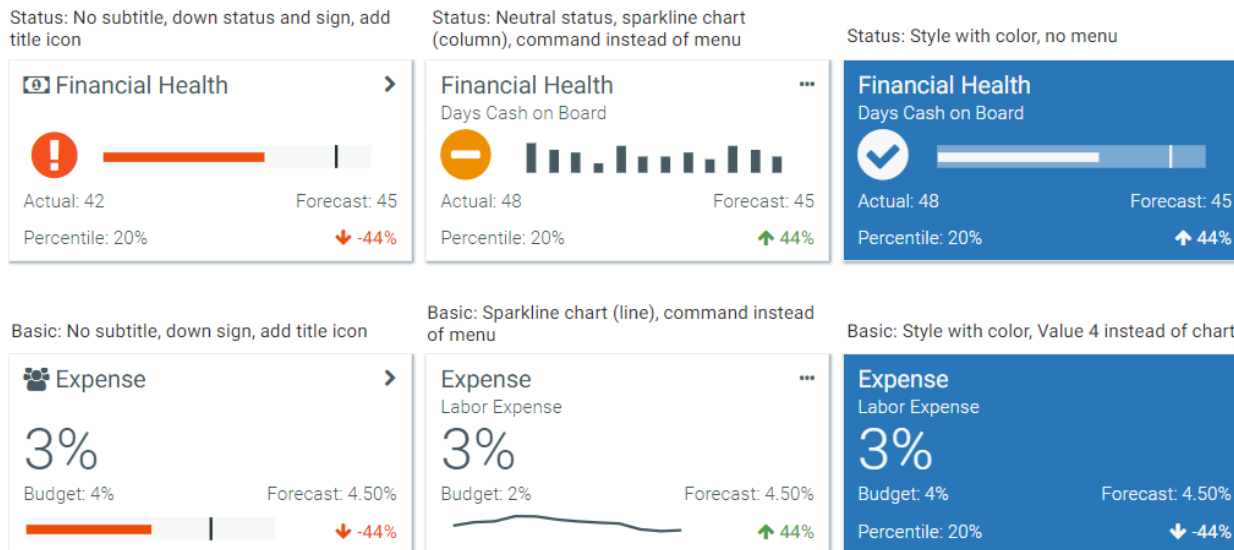 Status: No subtitle, down status and sign, add
title icon
Financial Health
Actual: 42 Forecast: 45
Percentile: 20% -44%
Status: Neutral status, sparkline chart
(column), command instead of menu
Financial Health
Days Cash on Board
Actual: 48 Forecast: 45
Percentile: 20% 44%
Status: Style with color, no menu
Financial Health
Days Cash on Board
Actual: 48 Forecast: 45
Percentile: 20% 44%
Basic: No subtitle, down sign, add title icon
Expense
3%
Budget: 4% Forecast: 4.50%
-44%
Basic: Sparkline chart (line), command instead
of menu
Expense
Labor Expense
3%
Budget: 2% Forecast: 4.50%
44%
Basic: Style with color, Value 4 instead of chart
Expense
Labor Expense
3%
Budget: 4% Forecast: 4.50%
Percentile: 20% -44%